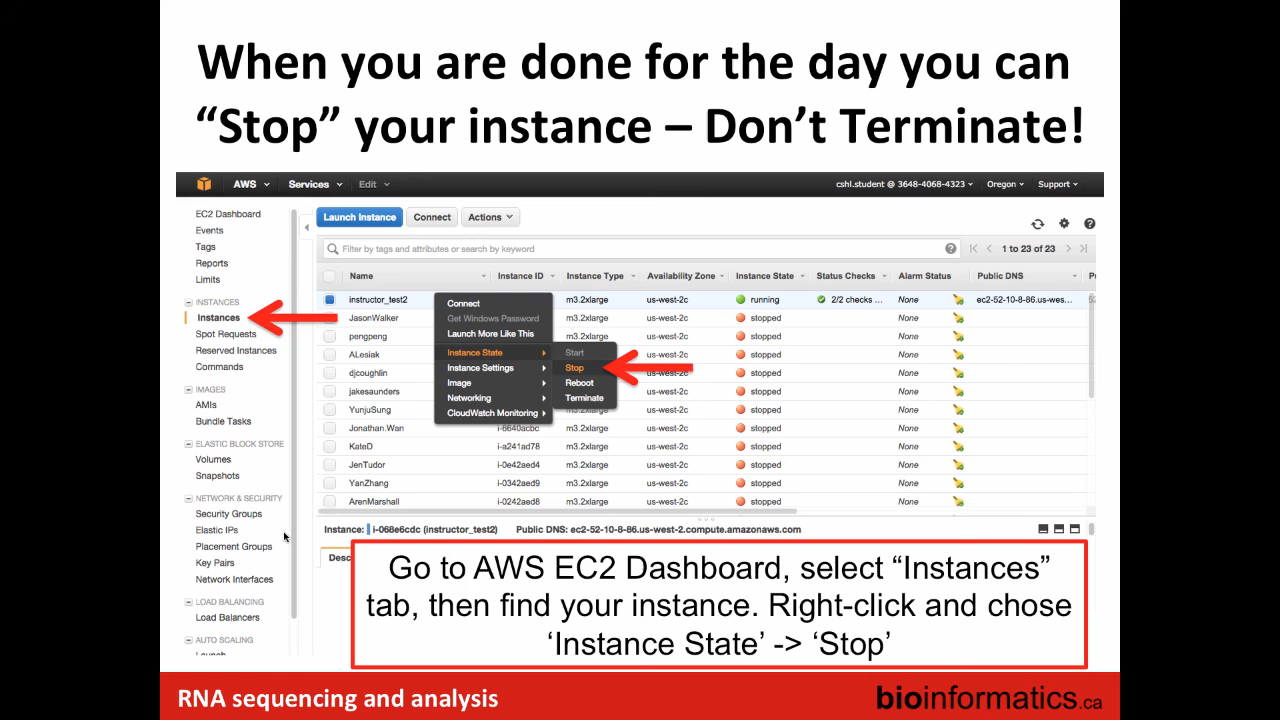 When you are done for the day you can
“Stop” your instance – Don’t Terminate!
AWS Services Edit cshl.student @ 3648-4068-4323 Oregon Support
EC2 Dashboard
Events
Tags
Reports
Limits
INSTANCES
Instances
Spot Requests
Reserved Instances
Commands
IMAGES
AMIs
Bundle Tasks
ELASTIC BLOCK STORE
Volumes
Snapshots
NETWORK & SECURITY
Security Groups
Elastic IPs
Placement Groups
Key Pairs
Network Interfaces
LOAD BALANCING
Load Balancers
AUTO SCALING
Launch Instance Connect Actions
Filter by tags and attributes or search by keyword 1 to 23 of 23
Name Instance ID Instance Type Availability Zone Instance State Status Checks Alarm Status Public DNS
instructor_test2 m3.2xlarge us-west-2c running 2/2 checks ... None ec2-52-10-8-86.us-wes...
JasonWalker m3.2xlarge us-west-2c stopped None
pengpeng m3.2xlarge us-west-2c stopped None
ALesiak us-west-2c stopped None
djcoughlin us-west-2c stopped None
jakesaunders us-west-2c stopped None
YunjuSung us-west-2c stopped None
Jonathan.Wan i-6640acbc m3.2xlarge us-west-2c stopped None
KateD i-a241ad78 m3.2xlarge us-west-2c stopped None
JenTudor i-0e42aed4 m3.2xlarge us-west-2c stopped None
YanZhang i-0342aed9 m3.2xlarge us-west-2c stopped None
ArenMarshall i-0242aed8 m3.2xlarge us-west-2c stopped None
Connect
Get Windows Password
Launch More Like This
Instance State
Instance Settings
Image
Networking
CloudWatch Monitoring
Start
Stop
Reboot
Terminate
Instance: i-068e6cdc (instructor_test2) Public DNS: ec2-52-10-8-86.us-west-2.compute.amazonaws.com
Go to AWS EC2 Dashboard, select “Instances”
tab, then find your instance. Right-click and chose
‘Instance State’ -> ‘Stop’
RNA sequencing and analysis
bioinformatics.ca